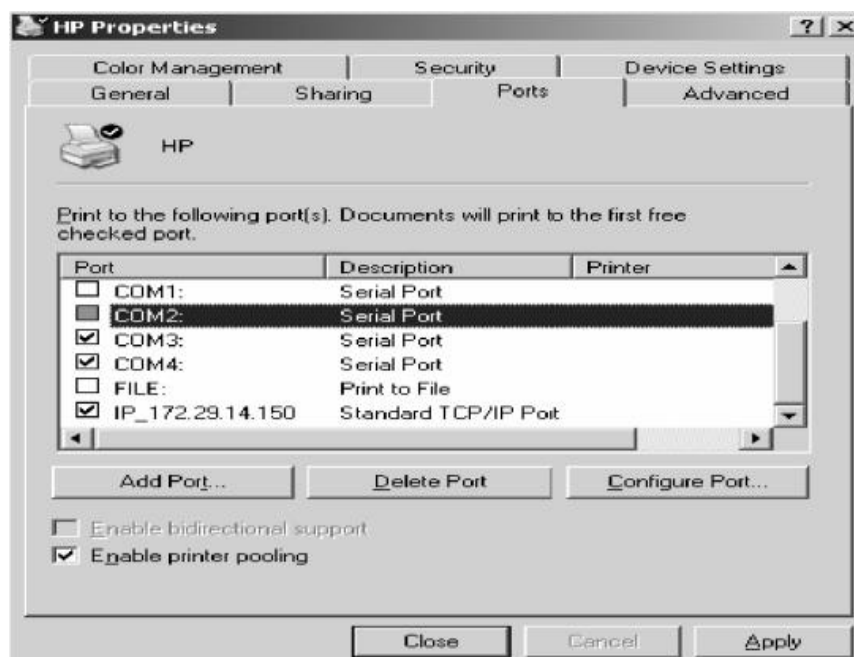 HP Properties
Color Management Security Device Settings
General Sharing Ports Advanced
HP
Print to the following port(s). Documents will print to the first free
checked port.
Port Description Printer
COM1: Serial Port
COM2: Serial Port
COM3: Serial Port
COM4: Serial Port
FILE: Print to File
IP_172.29.14.150 Standard TCP/IP Port
Add Port... Delete Port Configure Port...
Enable bidirectional support
Enable printer pooling
Close Cancel Apply